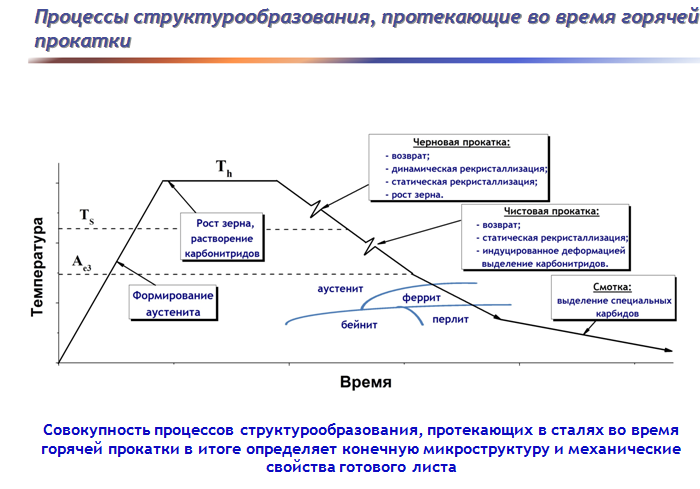 Процессы структурообразования, протекающие во время горячей
прокатки
Черновая прокатка:
- возврат;
- динамическая рекристаллизация;
- статическая рекристаллизация;
- рост зерна.
Th
Чистовая прокатка:
- возврат;
- статическая рекристаллизация;
- индуцированное деформацией
выделение карбонитридов.
TS
Рост зерна,
растворение
карбонитридов
Ac3
Температура
Формирование
аустенита
аустенит
феррит
бейнит
перлит
Смотка:
выделение специальных
карбидов
Время
Совокупность процессов структурообразования, протекающих в сталях во время
горячей прокатки в итоге определяет конечную микроструктуру и механические
свойства готового листа